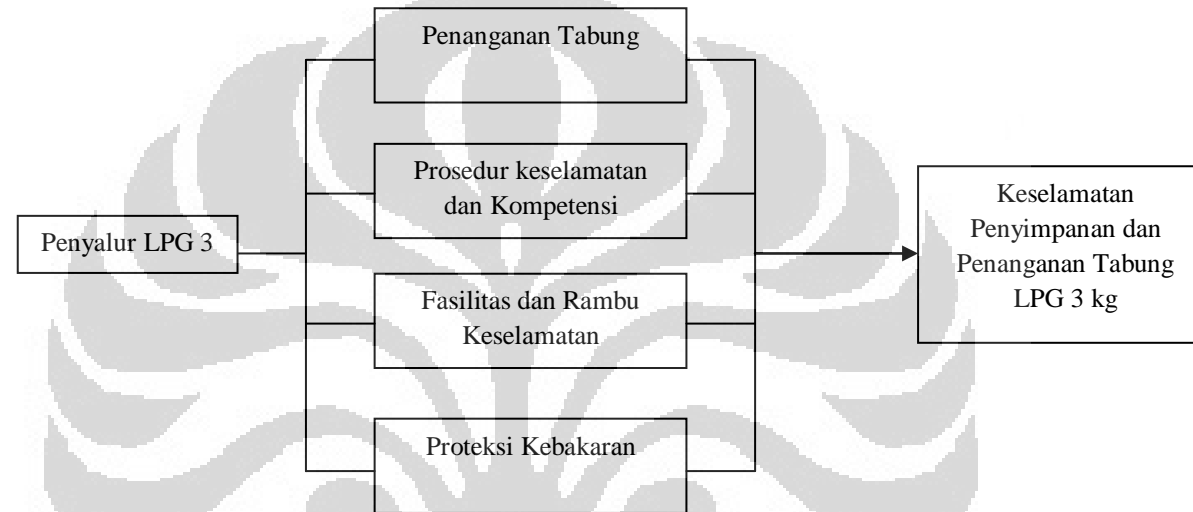 Penanganan Tabung
Prosedur keselamatan
dan Kompetensi
Penyalur LPG 3
Fasilitas dan Rambu
Keselamatan
Proteksi Kebakaran
Keselamatan
Penyimpanan dan
Penanganan Tabung
LPG 3 kg